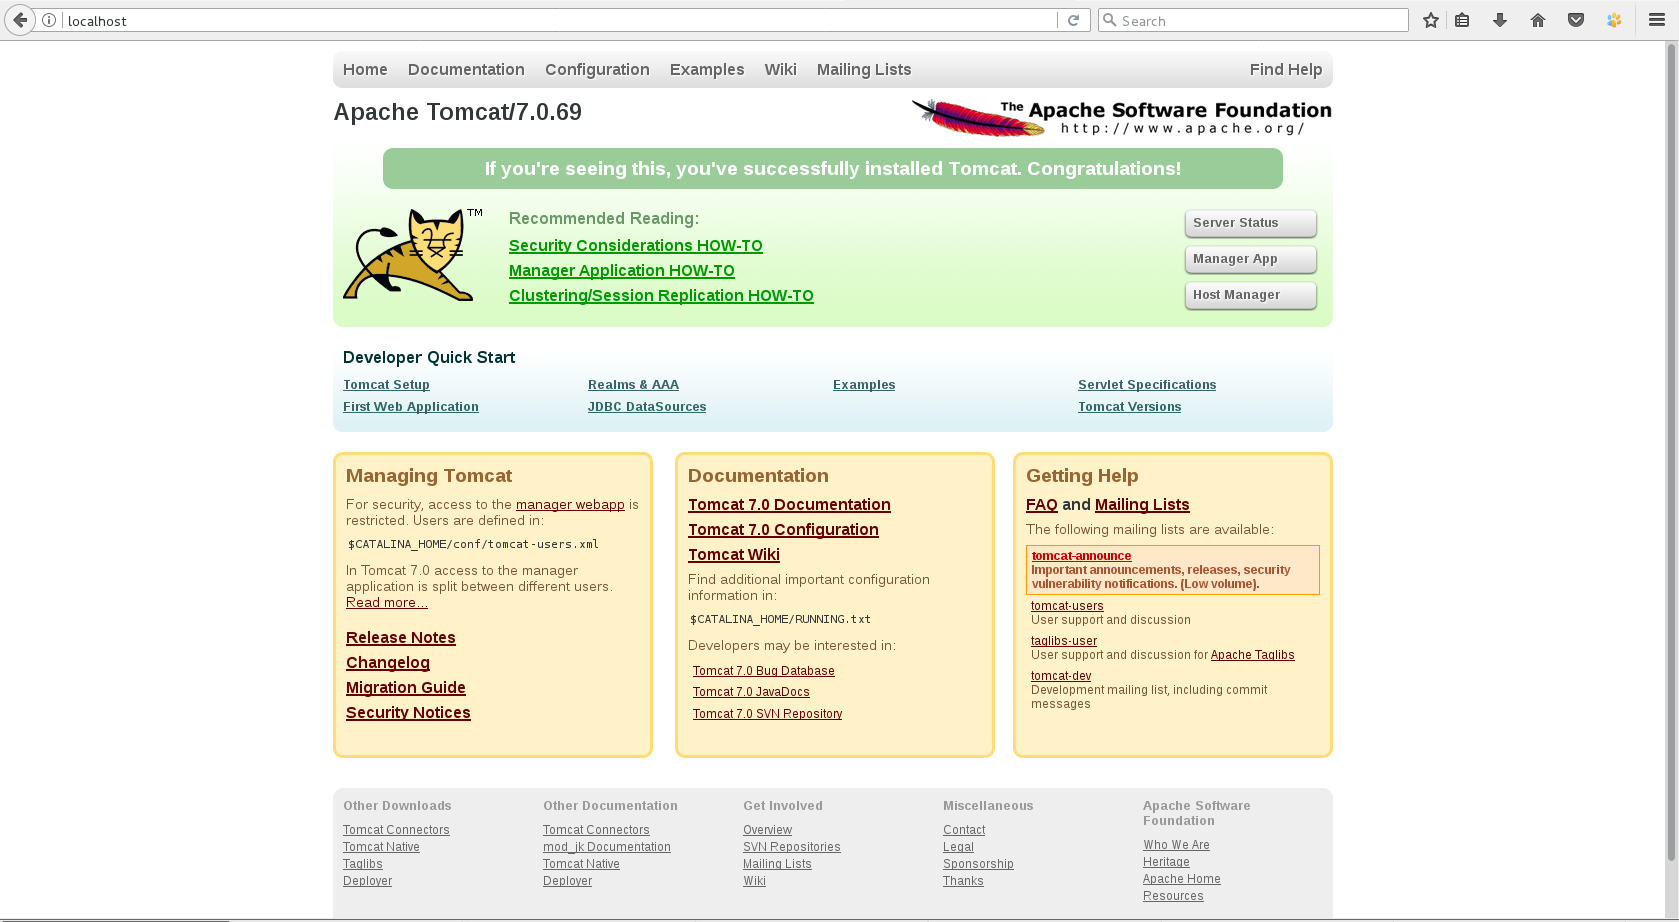 localhost
Search
Home Documentation Configuration Examples Wiki Mailing Lists Find Help
Apache Tomcat/7.0.69
The Apache Software Foundation
http://www.apache.org/
If you're seeing this, you've successfully installed Tomcat. Congratulations!
TM
Recommended Reading:
Security Considerations HOW-TO
Manager Application HOW-TO
Clustering/Session Replication HOW-TO
Server Status
Manager App
Host Manager
Developer Quick Start
Tomcat Setup
First Web Application
Realms & AAA
JDBC DataSources
Examples
Servlet Specifications
Tomcat Versions
Managing Tomcat
For security, access to the manager webapp is
restricted. Users are defined in:
$CATALINA_HOME/conf/tomcat-users.xml
In Tomcat 7.0 access to the manager
application is split between different users.
Read more...
Release Notes
Changelog
Migration Guide
Security Notices
Documentation
Tomcat 7.0 Documentation
Tomcat 7.0 Configuration
Tomcat Wiki
Find additional important configuration
information in:
$CATALINA_HOME/RUNNING.txt
Developers may be interested in:
Tomcat 7.0 Bug Database
Tomcat 7.0 JavaDocs
Tomcat 7.0 SVN Repository
Getting Help
FAQ and Mailing Lists
The following mailing lists are available:
tomcat-announce
Important announcements, releases, security
vulnerability notifications. (Low volume).
tomcat-users
User support and discussion
taglibs-user
User support and discussion for Apache Taglibs
tomcat-dev
Development mailing list, including commit
messages
Other Downloads
Tomcat Connectors
Tomcat Native
Taglibs
Deployer
Other Documentation
Tomcat Connectors
mod_jk Documentation
Tomcat Native
Deployer
Get Involved
Overview
SVN Repositories
Mailing Lists
Wiki
Miscellaneous
Contact
Legal
Sponsorship
Thanks
Apache Software
Foundation
Who We Are
Heritage
Apache Home
Resources